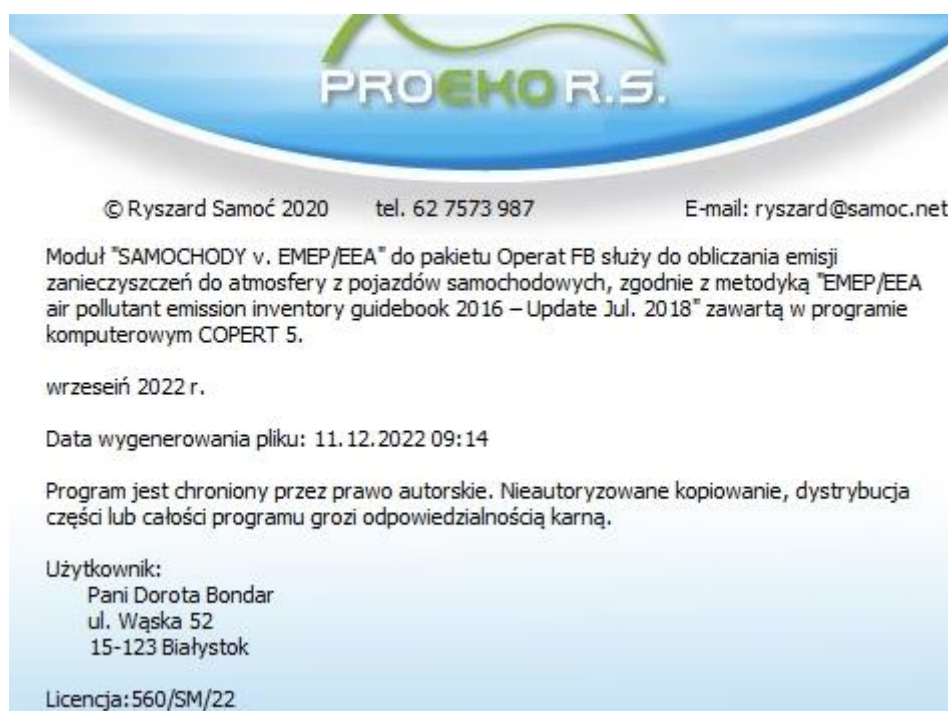 PROEKO R.S.
© Ryszard Samoć 2020 tel. 62 7573 987 E-mail: ryszard@samoc.net
Moduł "SAMOCHODY v. EMEP/EEA" do pakietu Operat FB służy do obliczania emisji
zanieczyszczeń do atmosfery z pojazdów samochodowych, zgodnie z metodyką "EMEP/EEA
air pollutant emission inventory guidebook 2016 – Update Jul. 2018" zawartą w programie
komputerowym COPERT 5.
wrzeseiń 2022 r.
Data wygenerowania pliku: 11.12.2022 09:14
Program jest chroniony przez prawo autorskie. Nieautoryzowane kopiowanie, dystrybucja
części lub całości programu grozi odpowiedzialnością karną.
Użytkownik:
Pani Dorota Bondar
ul. Wąska 52
15-123 Białystok
Licencja:560/SM/22